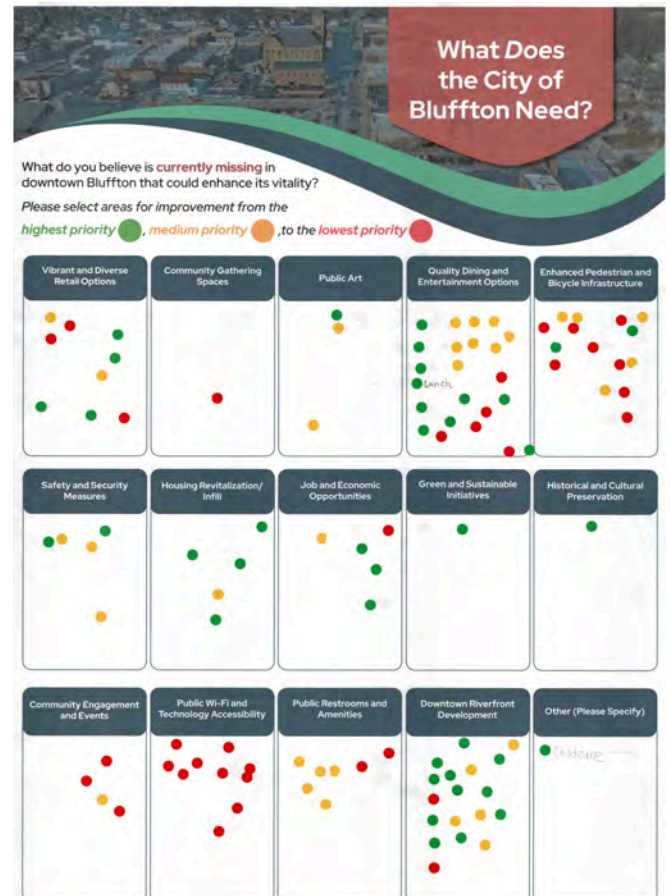 What Does
the City of
Bluffton Need?
What do you believe is currently missing in
downtown Bluffton that could enhance its vitality?
Please select areas for improvement from the
highest priority , medium priority ,to the lowest priority
Vibrant and Diverse
Retail Options
Community Gathering
Spaces
Public Art
Quality Dining and
Entertainment Options
Enhanced Pedestrian and
Bicycle Infrastructure
Lunch
Safety and Security
Measures
Housing Revitalization/
Infill
Job and Economic
Opportunities
Green and Sustainable
Initiatives
Historical and Cultural
Preservation
Community Engagement
and Events
Public Wi-Fi and
Technology Accessibility
Public Restrooms and
Amenities
Downtown Riverfront
Development
Other (Please Specify)
Childcare